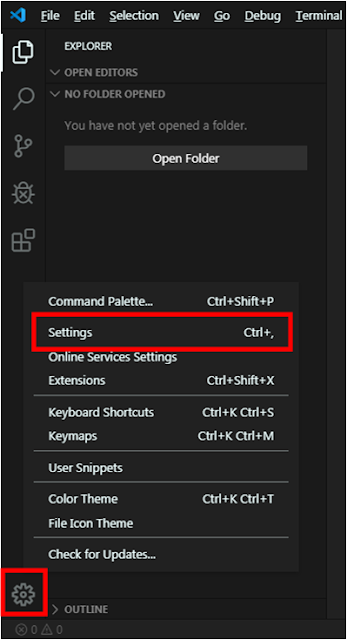 File Edit Selection View Go Debug Terminal
EXPLORER
OPEN EDITORS
NO FOLDER OPENED
You have not yet opened a folder.
Open Folder
Command Palette... Ctrl+Shift+P
Settings Ctrl+,
Online Services Settings
Extensions Ctrl+Shift+X
Keyboard Shortcuts Ctrl+K Ctrl+S
Keymaps Ctrl+K Ctrl+M
User Snippets
Color Theme Ctrl+K Ctrl+T
File Icon Theme
Check for Updates...
OUTLINE
0 0